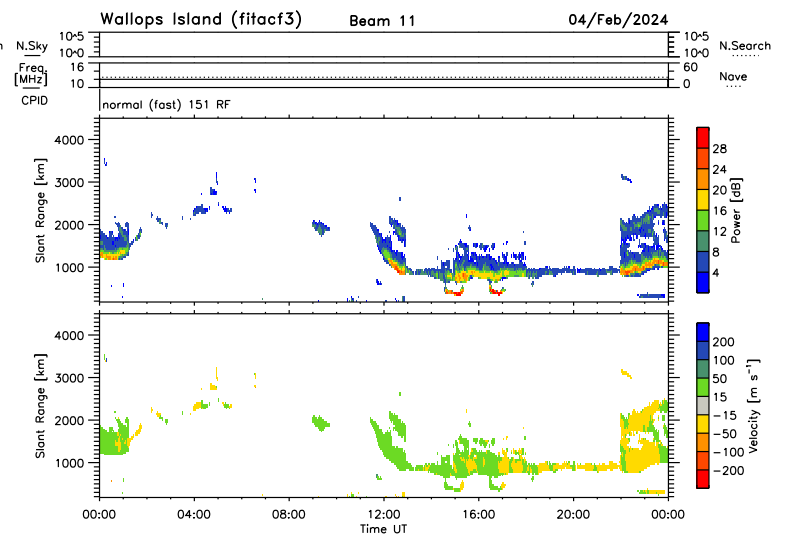 Wallops Island (fitacf3) Beam 11 04/Feb/2024
n N.Sky 10^5 10^0 10^5 10^0 N.Search
Freq. [MHz] 16 10 60 0 Nave
CPID normal (fast) 151 RF
4000
3000
2000
1000
Slant Range [km]
28
24
20
16
12
8
4
Power [dB]
4000
3000
2000
1000
Slant Range [km]
200
100
50
15
-15
-50
-100
-200
Velocity [m s⁻¹]
00:00 04:00 08:00 12:00 16:00 20:00 00:00
Time UT